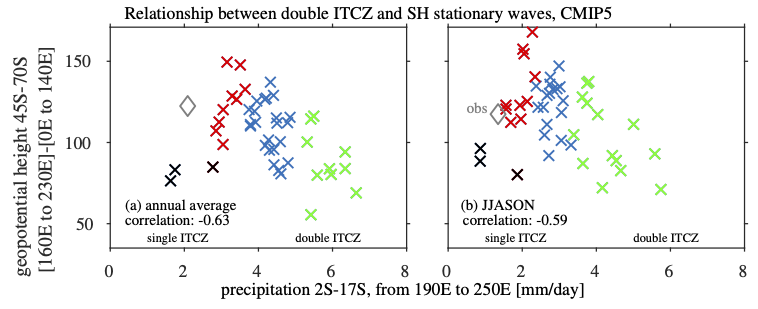 Relationship between double ITCZ and SH stationary waves, CMIP5
geopotential height 45S-70S
[160E to 230E]-[0E to 140E]
150
100
50
(a) annual average
correlation: -0.63
single ITCZ
double ITCZ
0
2
4
6
8
obs
(b) JJASON
correlation: -0.59
single ITCZ
double ITCZ
0
2
4
6
8
precipitation 2S-17S, from 190E to 250E [mm/day]